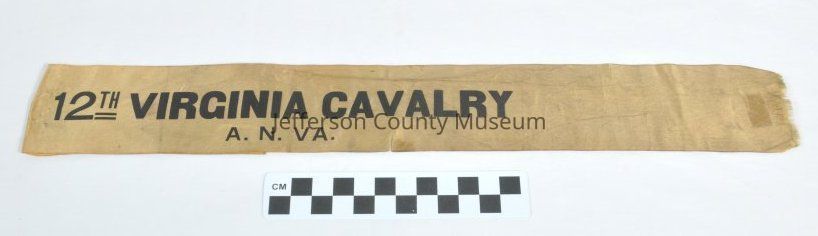 12TH VIRGINIA CAVALRY
A. N. VA.
Jefferson County Museum
CM